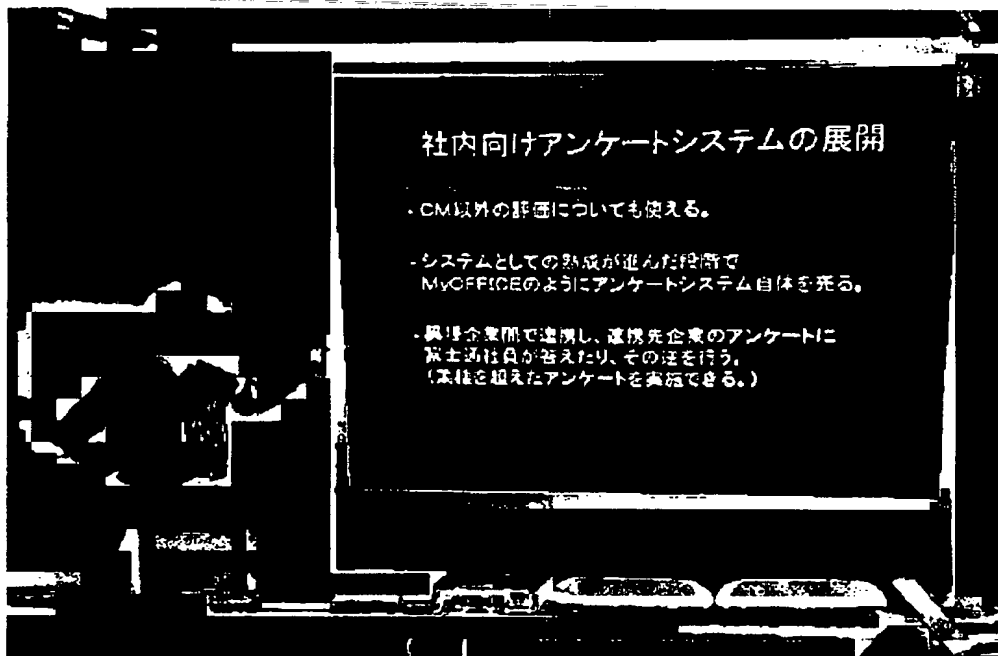 社内向けアンケートシステムの展開
・CM以外の評価についても使える。
・システムとしての熟成が進んだ段階で
MyOFFICEのようにアンケートシステム自体を売る。
・異種企業間で連携し、連携先企業のアンケートに
富士通社員が答えたり、その逆を行う。
(業種を超えたアンケートを実施できる。)